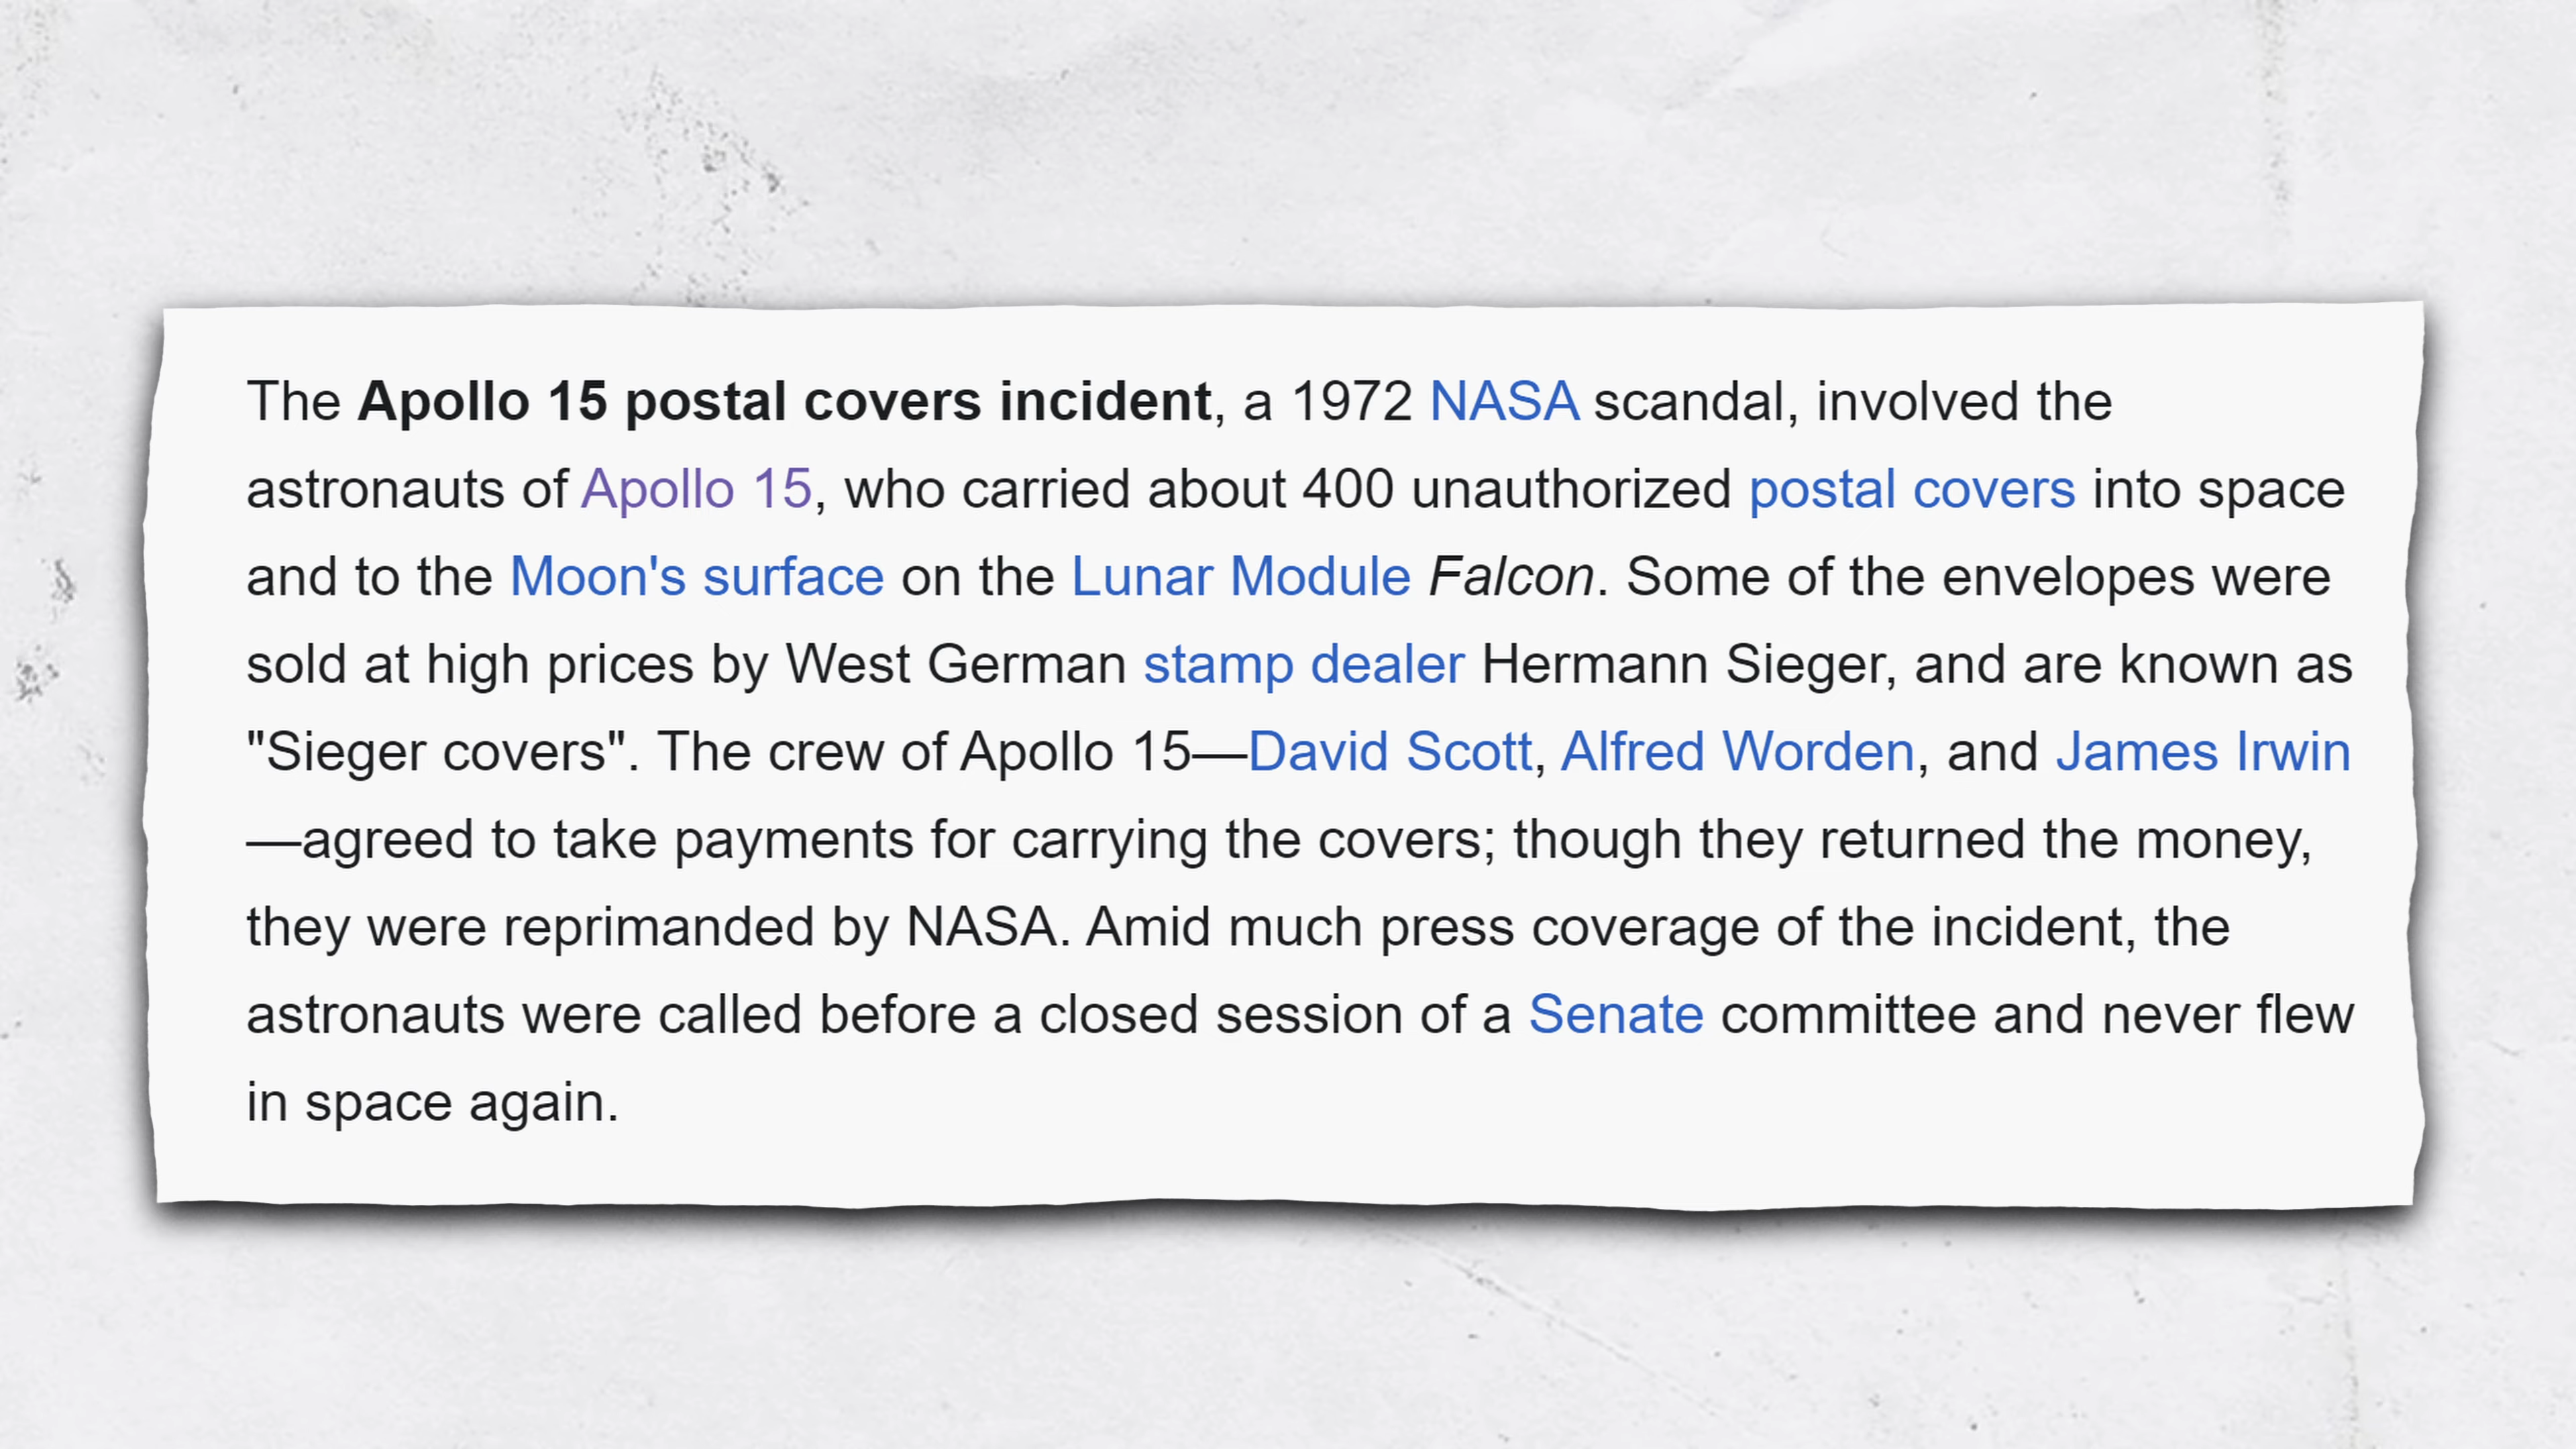 The Apollo 15 postal covers incident, a 1972 NASA scandal, involved the
astronauts of Apollo 15, who carried about 400 unauthorized postal covers into space
and to the Moon's surface on the Lunar Module Falcon. Some of the envelopes were
sold at high prices by West German stamp dealer Hermann Sieger, and are known as
"Sieger covers". The crew of Apollo 15—David Scott, Alfred Worden, and James Irwin
—agreed to take payments for carrying the covers; though they returned the money,
they were reprimanded by NASA. Amid much press coverage of the incident, the
astronauts were called before a closed session of a Senate committee and never flew
in space again.